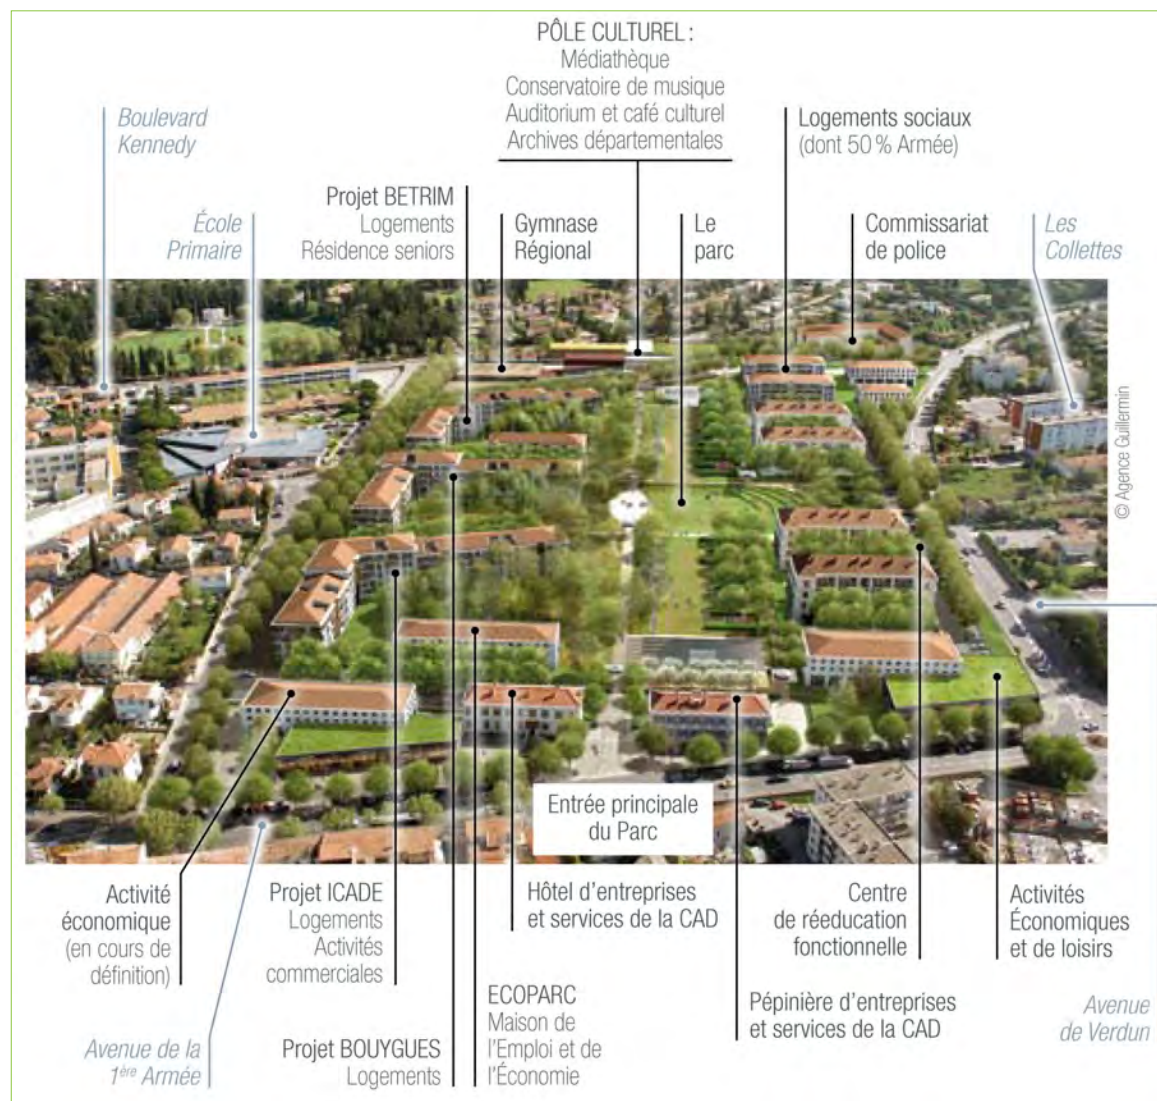 PÔLE CULTUREL :
Médiathèque
Conservatoire de musique
Auditorium et café culturel
Archives départementales
Boulevard
Kennedy
Logements sociaux
(dont 50 % Armée)
École
Primaire
Projet BETRIM
Logements
Résidence seniors
Gymnase
Régional
Le
parc
Commissariat
de police
Les
Collettes
© Agence Guillermin
Entrée principale
du Parc
Activité
économique
(en cours de
définition)
Projet ICADE
Logements
Activités
commerciales
Hôtel d'entreprises
et services de la CAD
Centre
de rééducation
fonctionnelle
Activités
Économiques
et de loisirs
ECOPARC
Maison de
l'Emploi et de
l'Économie
Pépinière d'entreprises
et services de la CAD
Avenue
de Verdun
Avenue de la
1ère Armée
Projet BOUYGUES
Logements